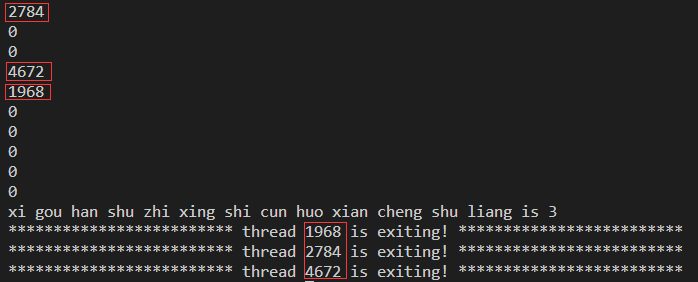 2784
0
0
4672
1968
0
0
0
0
0
xi gou han shu zhi xing shi cun huo xian cheng shu liang is 3
************************* thread 1968 is exiting! *************************
************************* thread 2784 is exiting! *************************
************************* thread 4672 is exiting! *************************